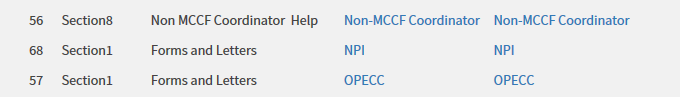 56 Section8 Non MCCF Coordinator Help Non-MCCF Coordinator Non-MCCF Coordinator
68 Section1 Forms and Letters NPI NPI
57 Section1 Forms and Letters OPECC OPECC